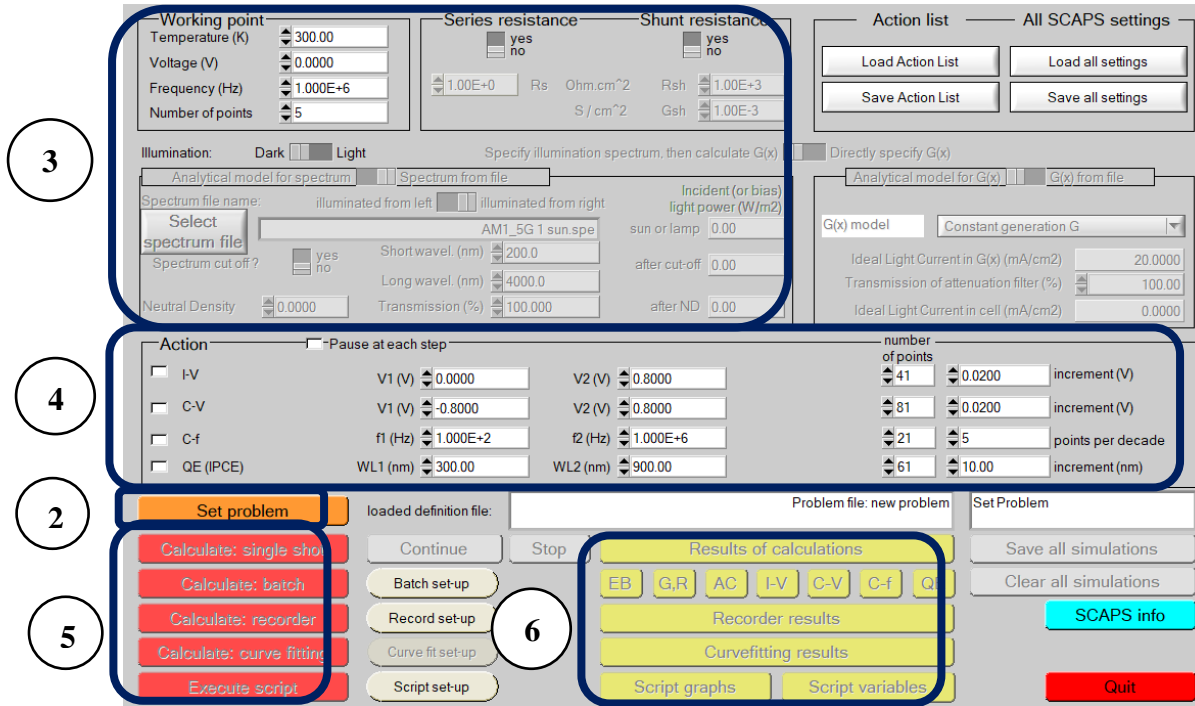 Working point
Temperature (K) 300.00
Voltage (V) 0.0000
Frequency (Hz) 1.000E+6
Number of points 5
Series resistance Shunt resistance
yes yes
no no
1.00E+0 Rs Ohm.cm^2 Rsh 1.00E+3
S / cm^2 Gsh 1.00E-3
Action list All SCAPS settings
Load Action List Load all settings
Save Action List Save all settings
3
Illumination: Dark Light Specify illumination spectrum, then calculate G(x) Directly specify G(x)
Analytical model for spectrum Spectrum from file
Spectrum file name: illuminated from left illuminated from right
Incident (or bias)
light power (W/m2)
Select
spectrum file
AM1_5G 1 sun.spe sun or lamp 0.00
Spectrum cut off ? yes
no
Short wavel. (nm) 200.0
after cut-off 0.00
Long wavel. (nm) 4000.0
Neutral Density 0.0000 Transmission (%) 100.000 after ND 0.00
Analytical model for G(x) G(x) from file
G(x) model Constant generation G
Ideal Light Current in G(x) (mA/cm2) 20.0000
Transmission of attenuation filter (%) 100.00
Ideal Light Current in cell (mA/cm2) 0.0000
4
Action Pause at each step
number
of points
I-V V1 (V) 0.0000 V2 (V) 0.8000 41 0.0200 increment (V)
C-V V1 (V) -0.8000 V2 (V) 0.8000 81 0.0200 increment (V)
C-f f1 (Hz) 1.000E+2 f2 (Hz) 1.000E+6 21 5 points per decade
QE (IPCE) WL1 (nm) 300.00 WL2 (nm) 900.00 61 10.00 increment (nm)
2
Set problem loaded definition file: Problem file: new problem Set Problem
Calculate: single shot Continue Stop Results of calculations Save all simulations
Calculate: batch Batch set-up EB G,R AC I-V C-V C-f QE Clear all simulations
5
Calculate: recorder Record set-up 6 Recorder results SCAPS info
Calculate: curve fitting Curve fit set-up Curvefitting results
Execute script Script set-up Script graphs Script variables Quit